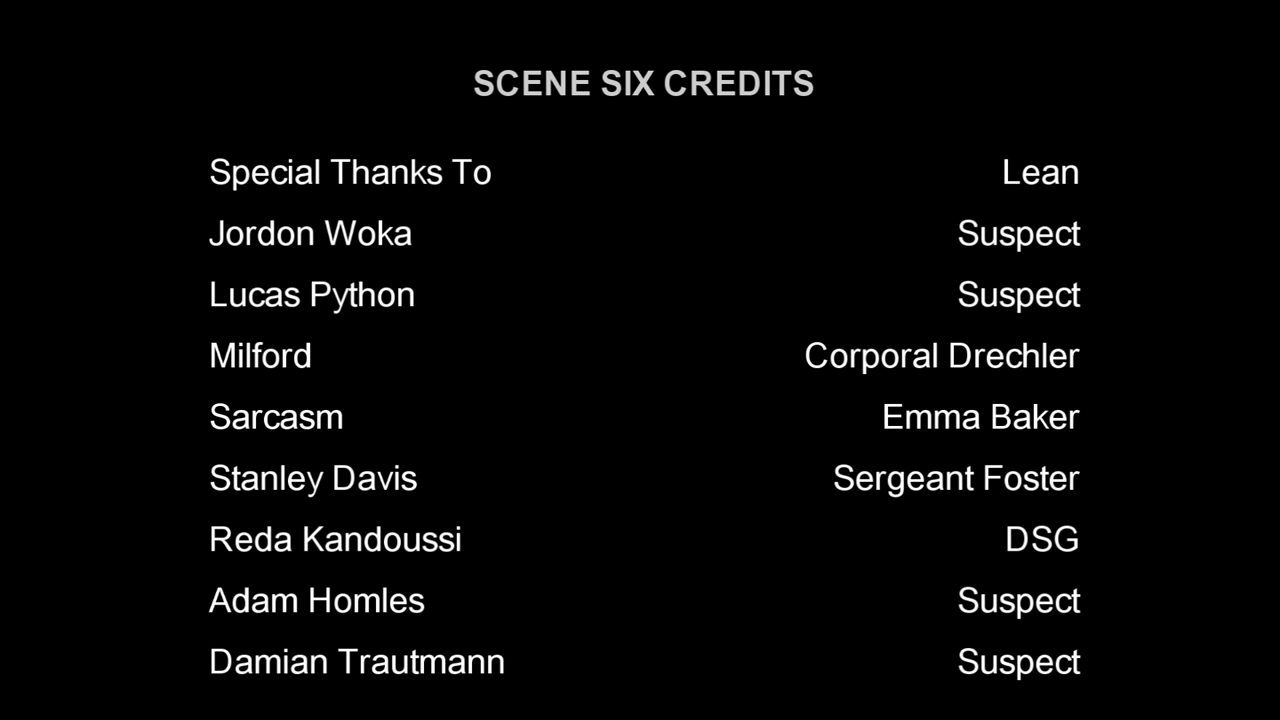 SCENE SIX CREDITS
Special Thanks To Lean
Jordon Woka Suspect
Lucas Python Suspect
Milford Corporal Drechler
Sarcasm Emma Baker
Stanley Davis Sergeant Foster
Reda Kandoussi DSG
Adam Homles Suspect
Damian Trautmann Suspect